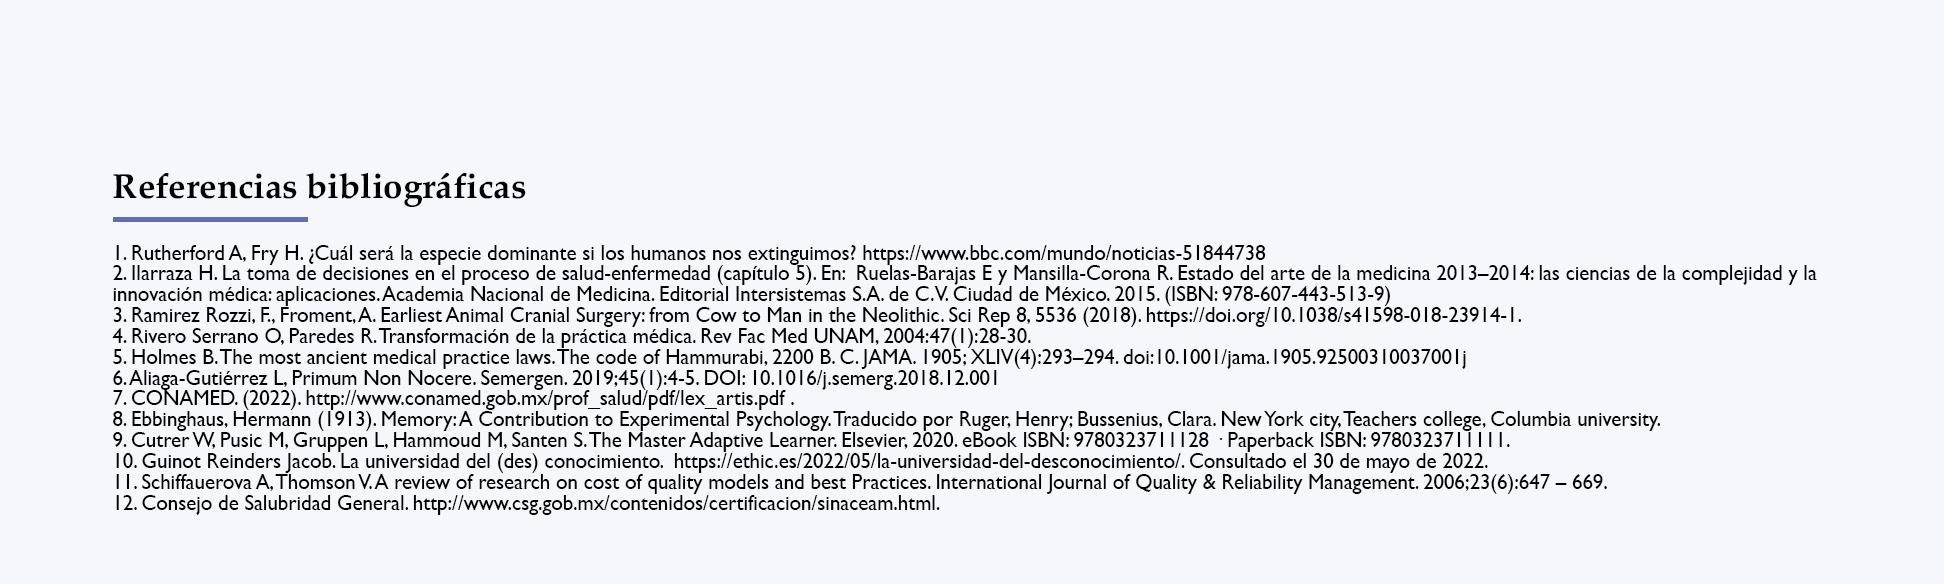 Referencias bibliográficas
1. Rutherford A, Fry H. ¿Cuál será la especie dominante si los humanos nos extinguimos? https://www.bbc.com/mundo/noticias-51844738
2. Ilarraza H. La toma de decisiones en el proceso de salud-enfermedad (capítulo 5). En: Ruelas-Barajas E y Mansilla-Corona R. Estado del arte de la medicina 2013–2014: las ciencias de la complejidad y la
innovación médica: aplicaciones. Academia Nacional de Medicina. Editorial Intersistemas S.A. de C.V. Ciudad de México. 2015. (ISBN: 978-607-443-513-9)
3. Ramirez Rozzi, F., Froment, A. Earliest Animal Cranial Surgery: from Cow to Man in the Neolithic. Sci Rep 8, 5536 (2018). https://doi.org/10.1038/s41598-018-23914-1.
4. Rivero Serrano O, Paredes R. Transformación de la práctica médica. Rev Fac Med UNAM, 2004:47(1):28-30.
5. Holmes B. The most ancient medical practice laws. The code of Hammurabi, 2200 B. C. JAMA. 1905; XLIV(4):293–294. doi:10.1001/jama.1905.92500310037001j
6. Aliaga-Gutiérrez L, Primum Non Nocere. Semergen. 2019;45(1):4-5. DOI: 10.1016/j.semerg.2018.12.001
7. CONAMED. (2022). http://www.conamed.gob.mx/prof_salud/pdf/lex_artis.pdf .
8. Ebbinghaus, Hermann (1913). Memory: A Contribution to Experimental Psychology. Traducido por Ruger, Henry; Bussenius, Clara. New York city, Teachers college, Columbia university.
9. Cutrer W, Pusic M, Gruppen L, Hammoud M, Santen S. The Master Adaptive Learner. Elsevier, 2020. eBook ISBN: 9780323711128 · Paperback ISBN: 9780323711111.
10. Guinot Reinders Jacob. La universidad del (des) conocimiento. https://ethic.es/2022/05/la-universidad-del-desconocimiento/. Consultado el 30 de mayo de 2022.
11. Schiffauerova A, Thomson V. A review of research on cost of quality models and best Practices. International Journal of Quality & Reliability Management. 2006;23(6):647 – 669.
12. Consejo de Salubridad General. http://www.csg.gob.mx/contenidos/certificacion/sinaceam.html.